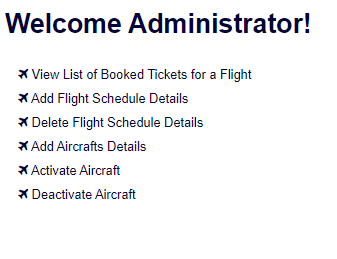 Welcome Administrator!
View List of Booked Tickets for a Flight
Add Flight Schedule Details
Delete Flight Schedule Details
Add Aircrafts Details
Activate Aircraft
Deactivate Aircraft